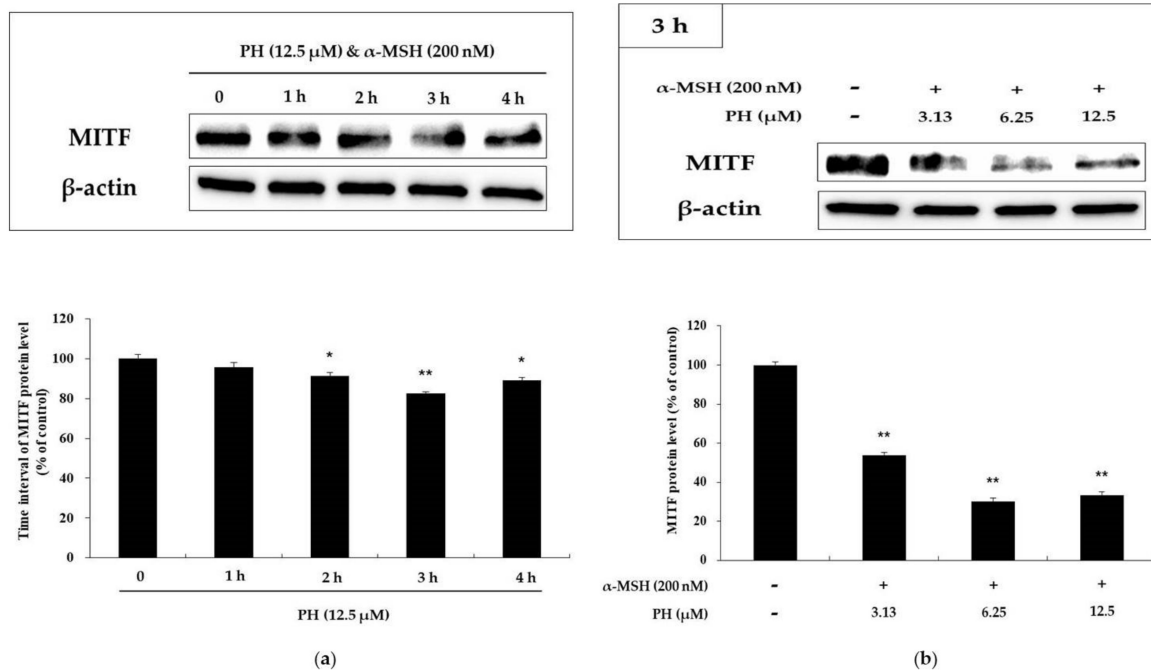 PH (12.5 μM) & α-MSH (200 nM)
0 1 h 2 h 3 h 4 h
MITF
β-actin
Time interval of MITF protein level
(% of control)
120
100
80
60
40
20
0
* ** *
0 1 h 2 h 3 h 4 h
PH (12.5 μM)
(a)
3 h
α-MSH (200 nM) - + + +
PH (μM) - 3.13 6.25 12.5
MITF
β-actin
MITF protein level (% of control)
120
100
80
60
40
20
0
** ** **
α-MSH (200 nM) - + + +
PH (μM) - 3.13 6.25 12.5
(b)